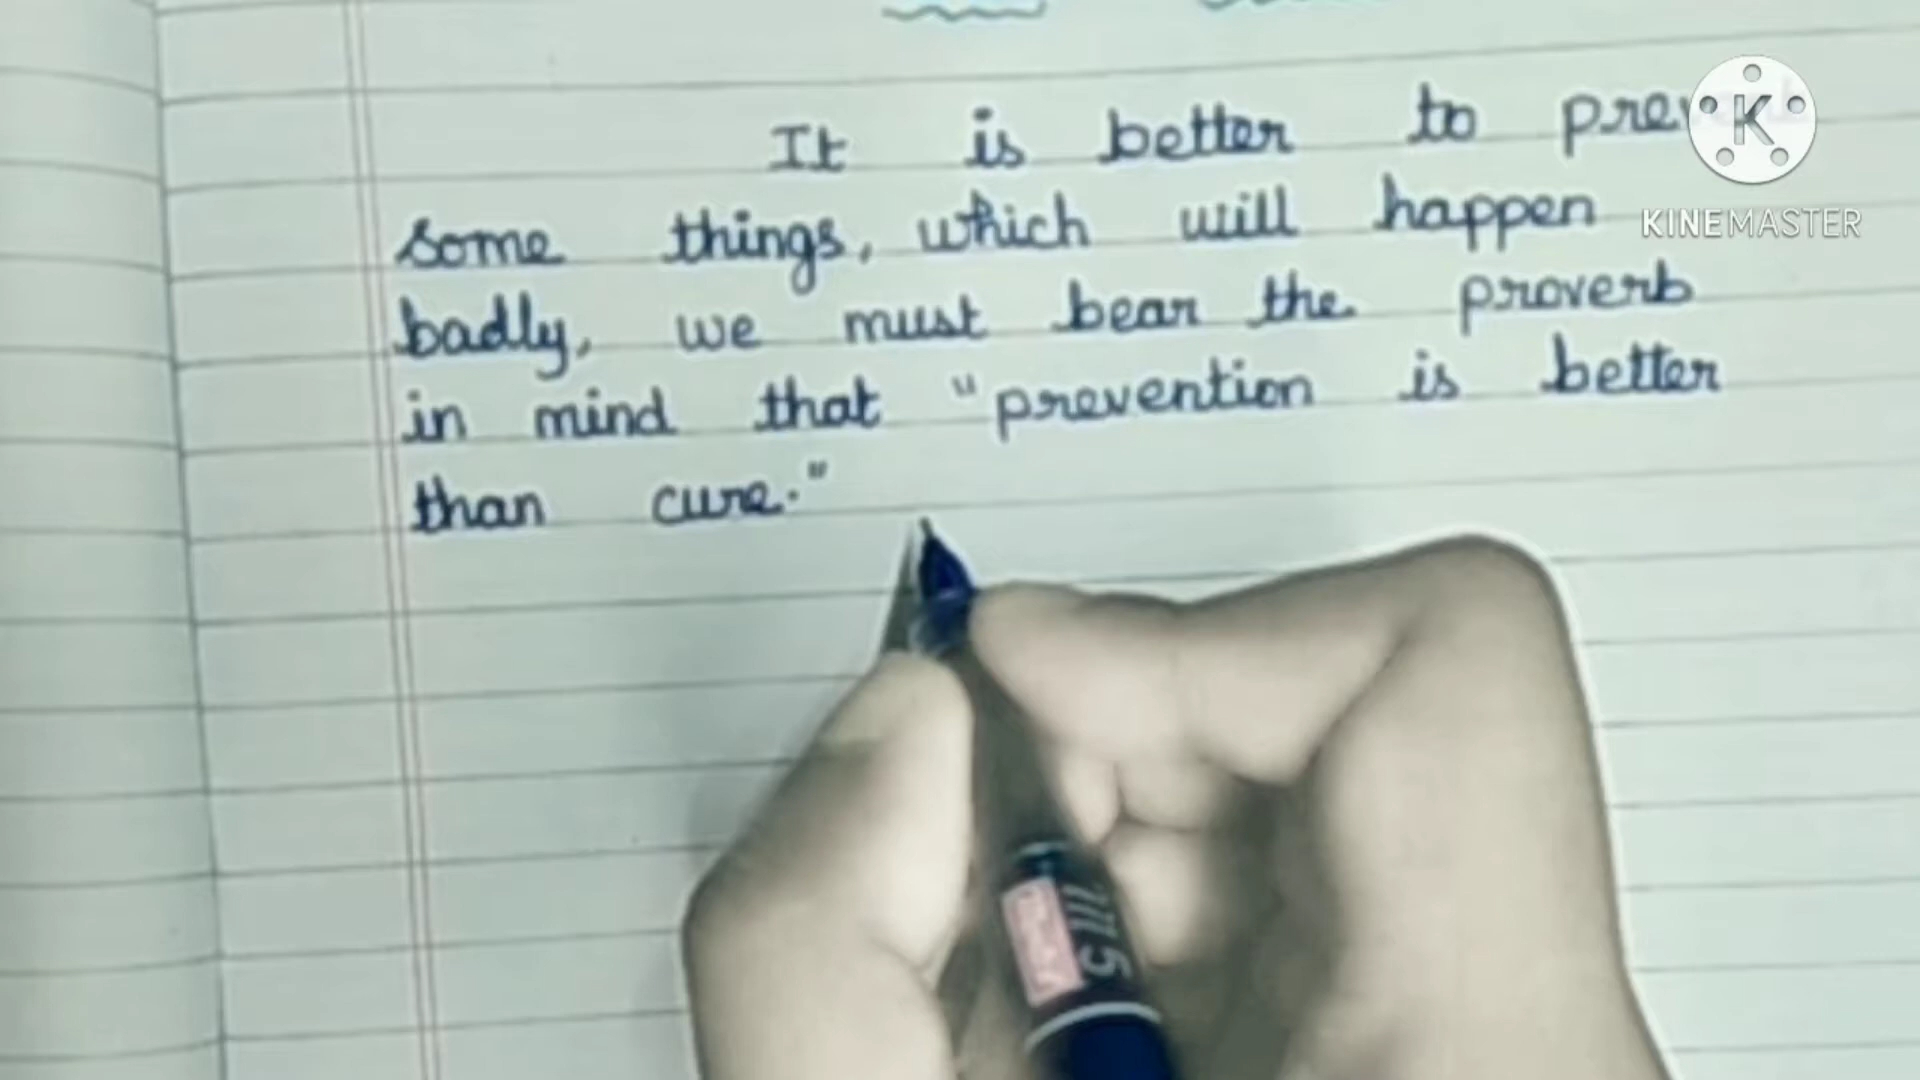 It is better to prevent
some things, which will happen
badly, we must bear the proverb
in mind that "prevention is better
than cure."
K
KINEMASTER